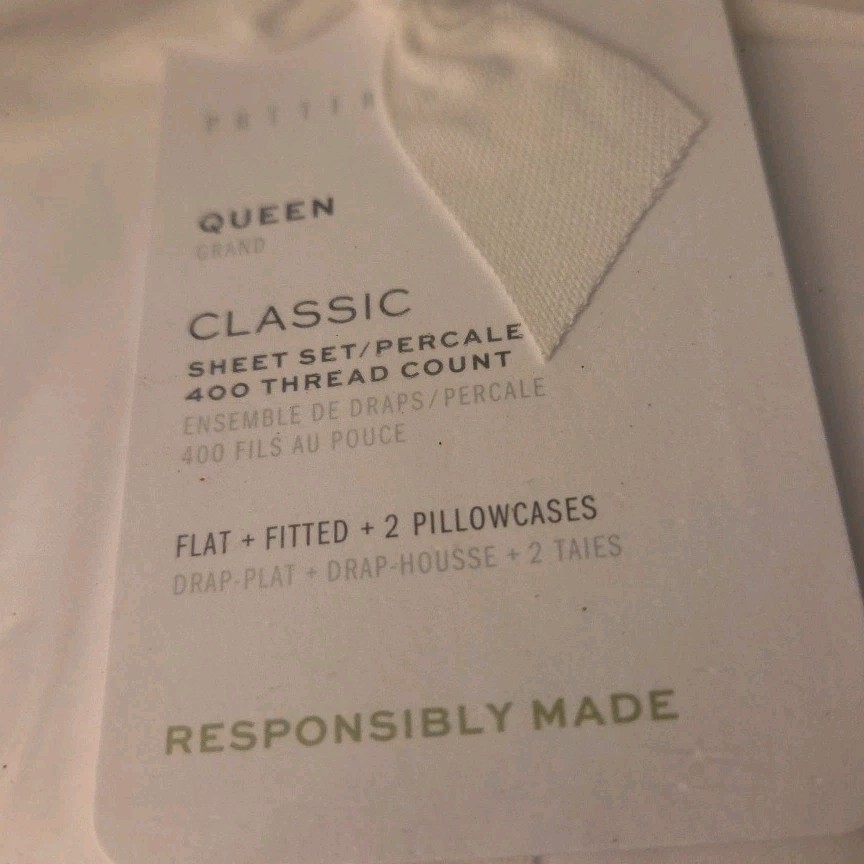 QUEEN
GRAND
CLASSIC
SHEET SET/PERCALE
400 THREAD COUNT
ENSEMBLE DE DRAPS/PERCALE
400 FILS AU POUCE
FLAT + FITTED + 2 PILLOWCASES
DRAP-PLAT + DRAP-HOUSSE + 2 TAIES
RESPONSIBLY MADE